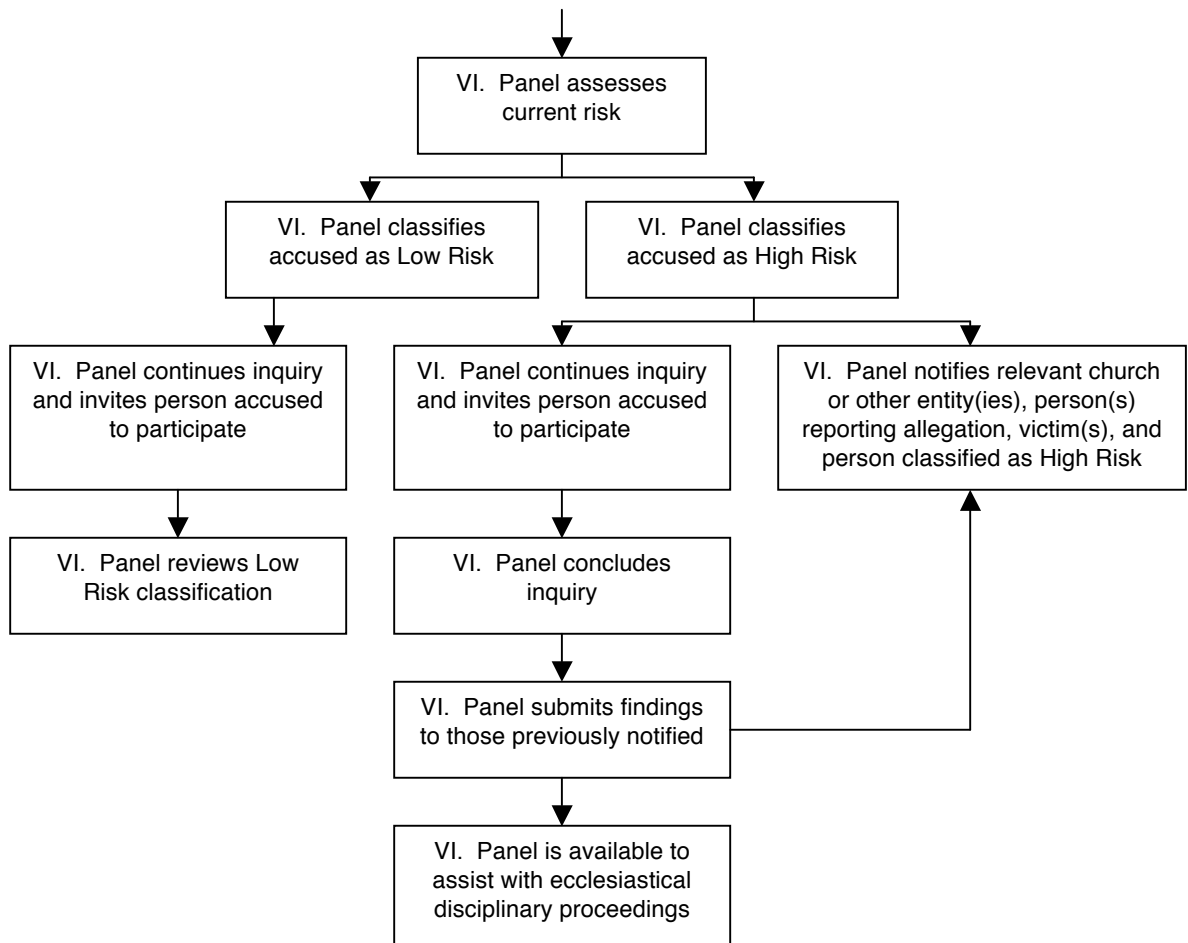 VI. Panel assesses
current risk
VI. Panel classifies
accused as Low Risk
VI. Panel classifies
accused as High Risk
VI. Panel continues inquiry
and invites person accused
to participate
VI. Panel continues inquiry
and invites person accused
to participate
VI. Panel notifies relevant church
or other entity(ies), person(s)
reporting allegation, victim(s), and
person classified as High Risk
VI. Panel reviews Low
Risk classification
VI. Panel concludes
inquiry
VI. Panel submits findings
to those previously notified
VI. Panel is available to
assist with ecclesiastical
disciplinary proceedings